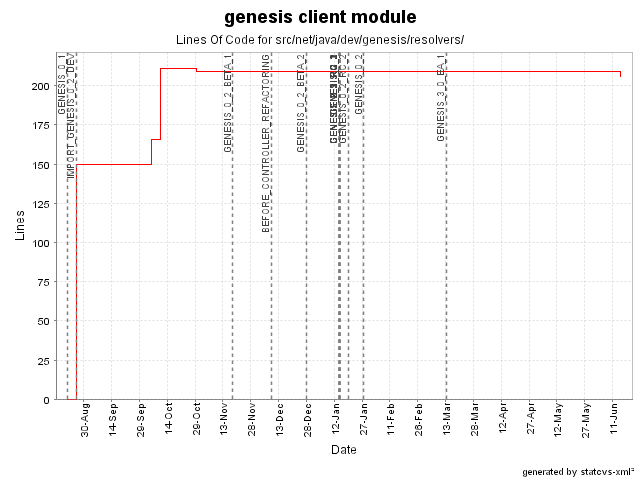 genesis client module
Lines Of Code for src/net/java/dev/genesis/resolvers/
GENESIS_0_1
IMPORT_GENESIS_0_2_DEV
GENESIS_0_2_BETA_1
BEFORE_CONTROLLER_REFACTORING
GENESIS_0_2_BETA_2
GENESIS_0_2_RC_2
GENESIS_0_2
GENESIS_3_0_EA_1
Lines
200
175
150
125
100
75
50
25
0
30-Aug
14-Sep
29-Sep
14-Oct
29-Oct
13-Nov
28-Nov
13-Dec
28-Dec
12-Jan
27-Jan
11-Feb
26-Feb
13-Mar
28-Mar
12-Apr
27-Apr
12-May
27-May
11-Jun
Date
generated by statcvs-xml²